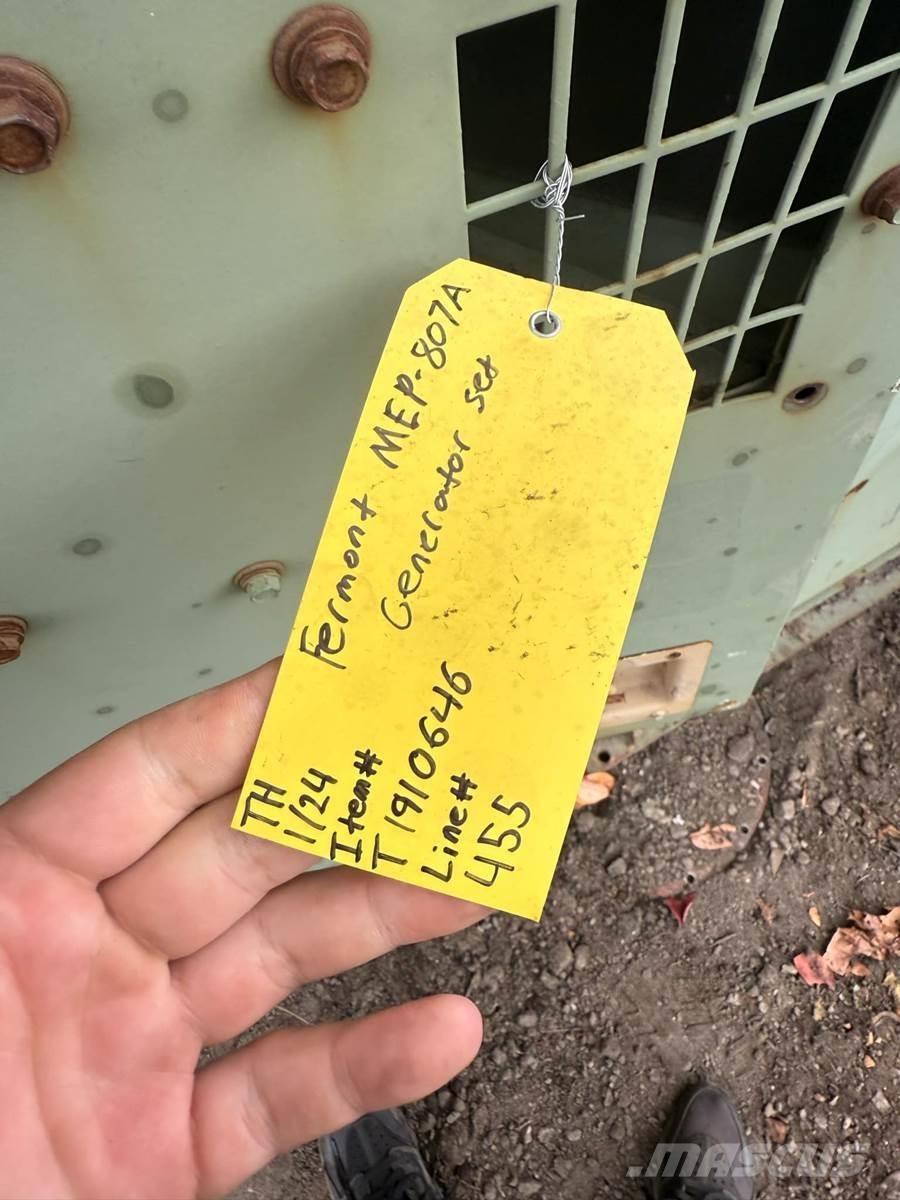 Fermont MEP-807A
Generator set
TH
1/24
Item#
T1910646
Line#
455
MASCUS